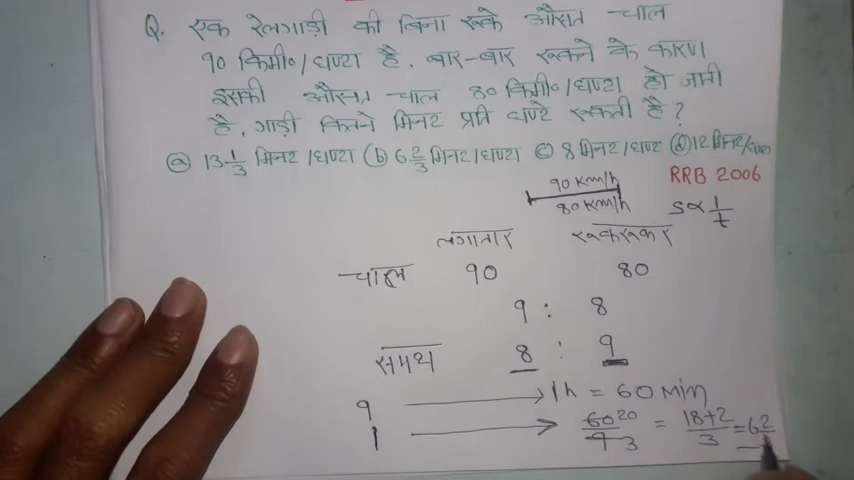 Q. एक रेलगाड़ी की बिना रूके औसत चाल
90 किमी०/घण्टा है. बार-बार रूकने के कारण
इसकी औसत चाल 80 किमी०/घण्टा हो जाती
है. गाड़ी कितने मिनट प्रति घण्टे रूकती है?
(a) 13 1/3 मिनट/घण्टा (b) 6 2/3 मिनट/घण्टा (c) 8 मिनट/घण्ट (d) 12 मिनट/घण्टा
90 Km/h RRB 2006
80 Km/h S ∝ 1/t
लगातार रूकरूकर
चाल 90 80
9 : 8
समय 8 : 9
9 → 1h = 60 Min
1 → 60 20/9 3 = 18+2/3 = 6 2/